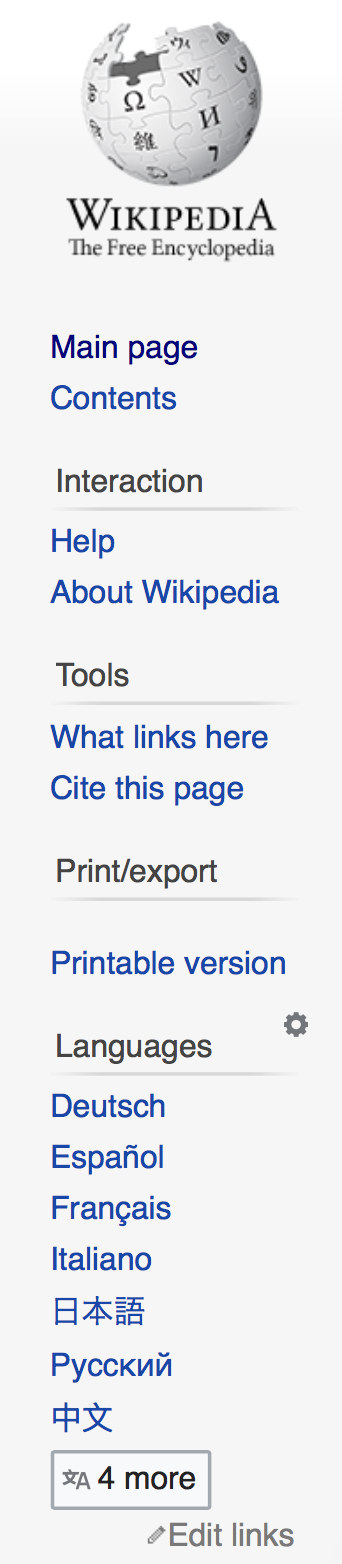 WIKIPEDIA
The Free Encyclopedia
Main page
Contents
Interaction
Help
About Wikipedia
Tools
What links here
Cite this page
Print/export
Printable version
Languages
Deutsch
Español
Français
Italiano
日本語
Русский
中文
4 more
Edit links